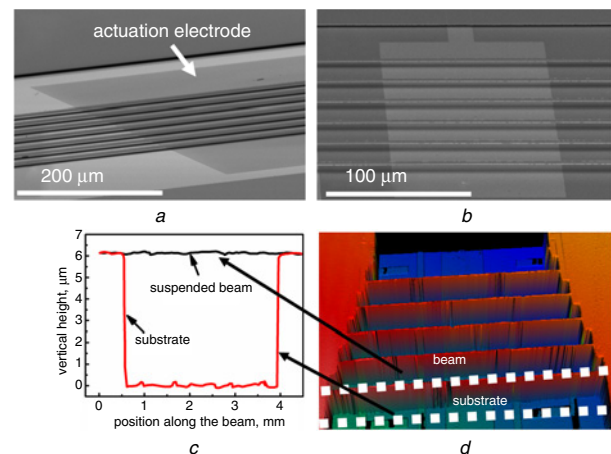 actuation electrode
200 μm
100 μm
a
b
7
6
5
4
3
2
1
0
vertical height, μm
suspended beam
substrate
0
1
2
3
4
position along the beam, mm
beam
substrate
c
d